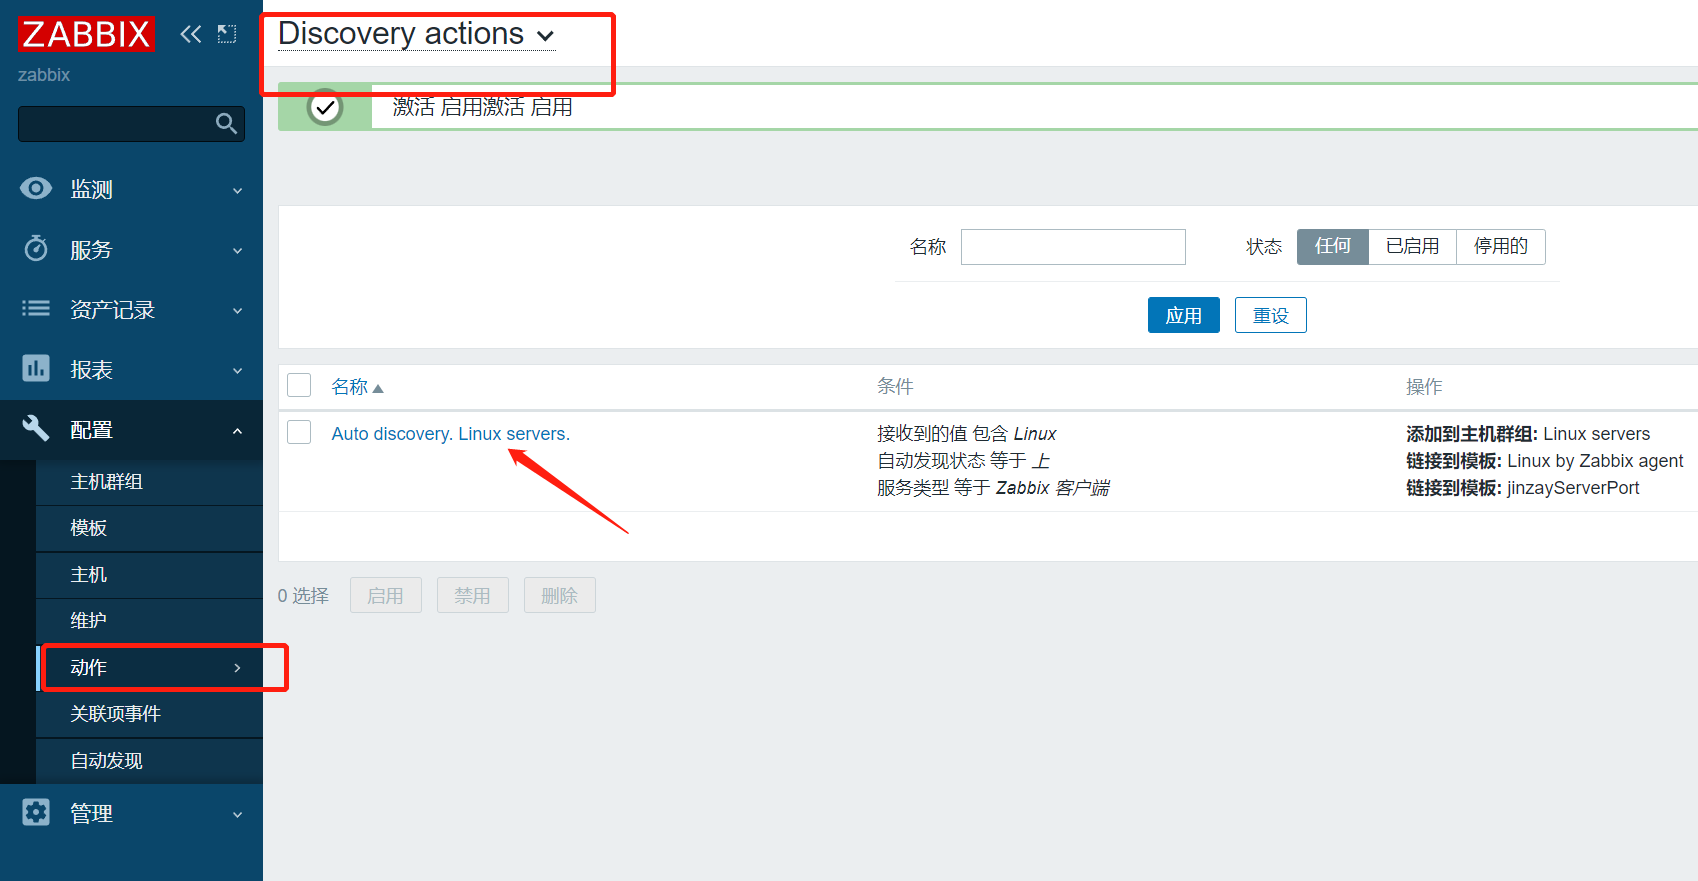 ZABBIX
zabbix
监测
服务
资产记录
报表
配置
主机群组
模板
主机
维护
动作
关联项事件
自动发现
管理
Discovery actions
激活 启用激活 启用
名称
状态 任何 已启用 停用的
应用 重设
名称 条件 操作
Auto discovery. Linux servers.
接收到的值 包含 Linux
自动发现状态 等于 上
服务类型 等于 Zabbix 客户端
添加到主机群组: Linux servers
链接到模板: Linux by Zabbix agent
链接到模板: jinzayServerPort
0 选择 启用 禁用 删除